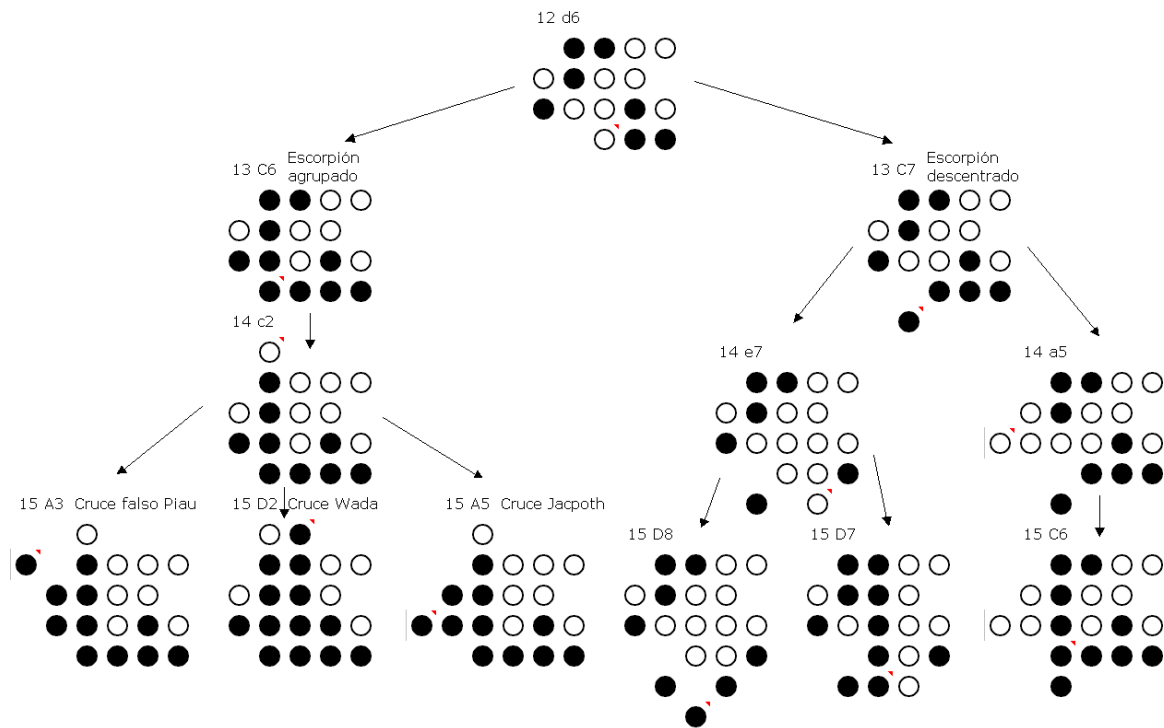 12 d6
13 C6 Escorpión
agrupado
13 C7 Escorpión
descentrado
14 c2
14 e7
14 a5
15 A3 Cruce falso Piau
15 D2 Cruce Wada
15 A5 Cruce Jacpoth
15 D8
15 D7
15 C6